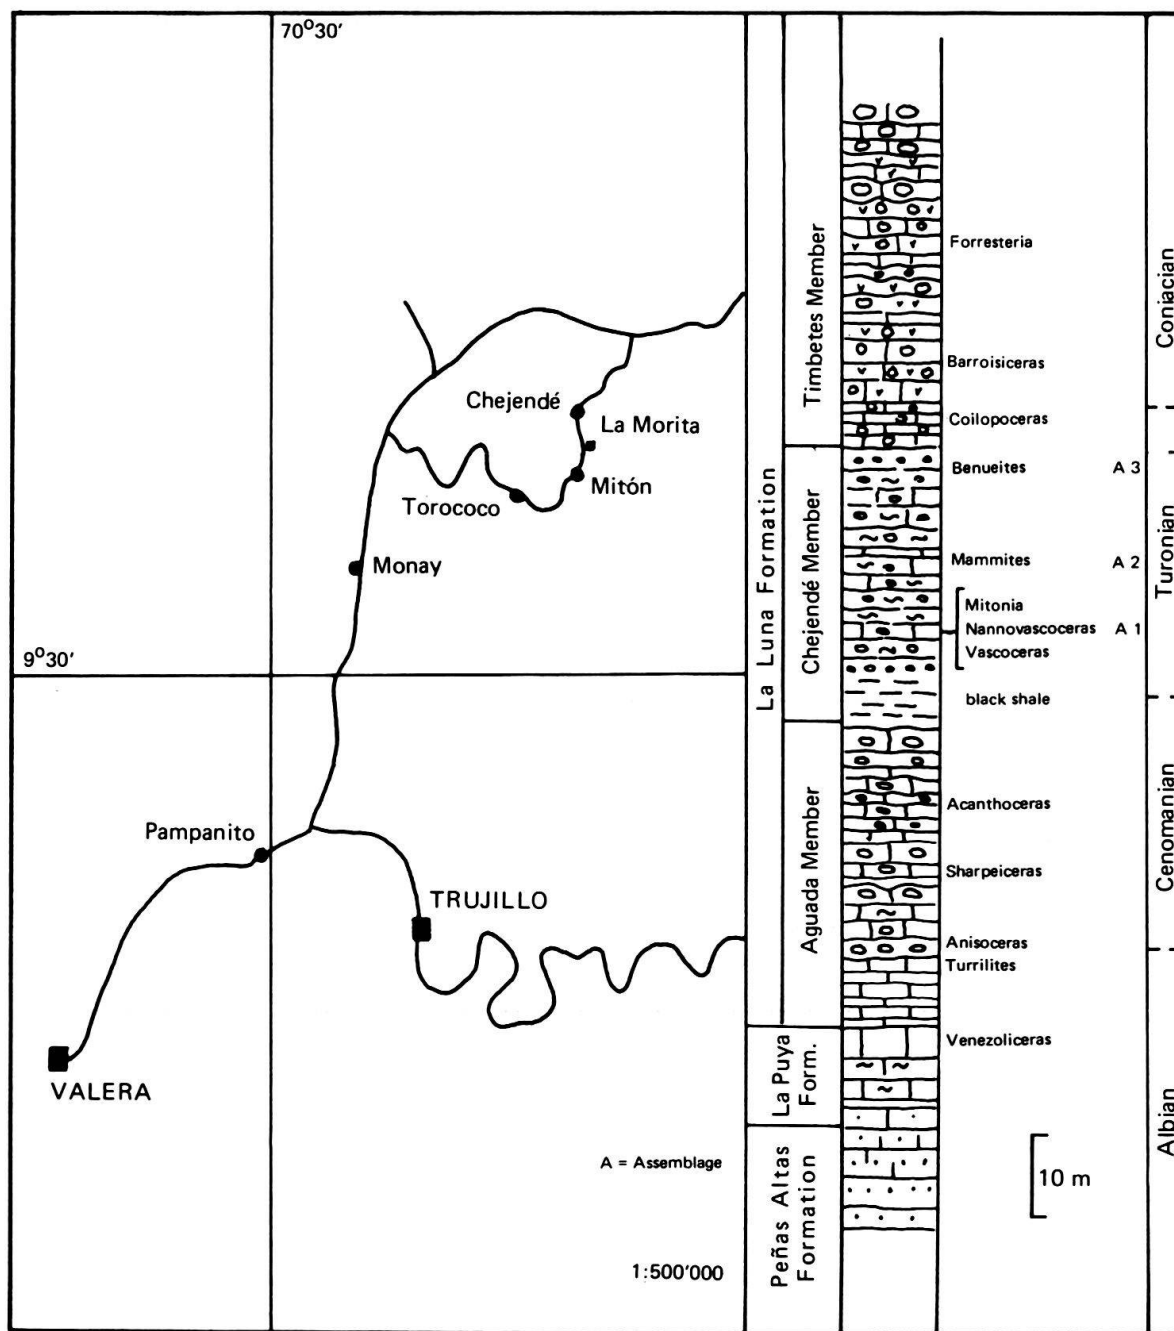 70°30'
9°30'
Chejendé
La Morita
Mitón
Torococo
Monay
Pampanito
TRUJILLO
VALERA
A = Assemblage
1:500'000
La Luna Formation
Timbetes Member
Chejendé Member
Aguada Member
La Puya
Form.
Peñas Altas
Formation
Forresteria
Barroisiceras
Coilopoceras
Benueites A 3
Mammites A 2
Mitonia
Nannovascoceras A 1
Vascoceras
black shale
Acanthoceras
Sharpeiceras
Anisoceras
Turrilites
Venezoliceras
10 m
Coniacian
Turonian
Cenomanian
Albian